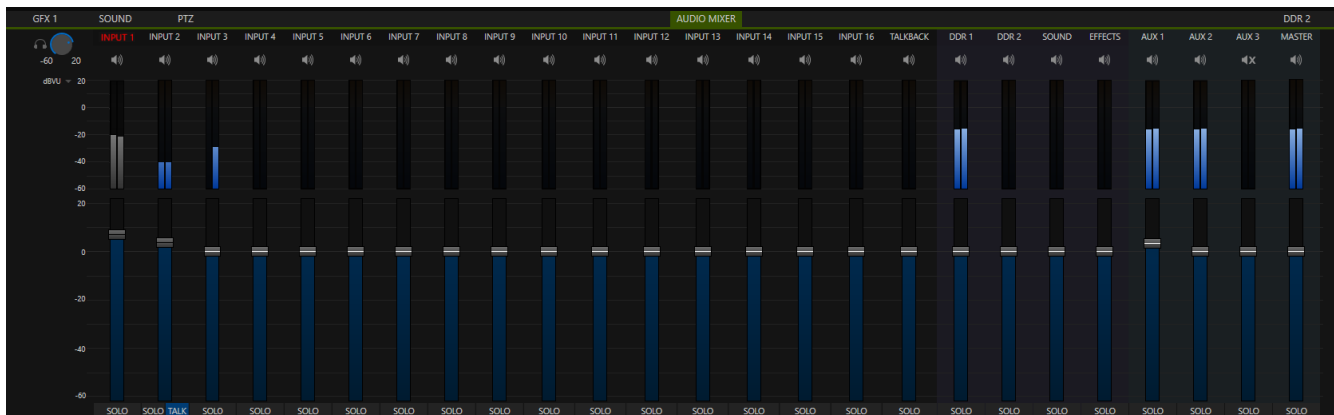 GFX 1 SOUND PTZ AUDIO MIXER DDR 2
INPUT 1 INPUT 2 INPUT 3 INPUT 4 INPUT 5 INPUT 6 INPUT 7 INPUT 8 INPUT 9 INPUT 10 INPUT 11 INPUT 12 INPUT 13 INPUT 14 INPUT 15 INPUT 16 TALKBACK DDR 1 DDR 2 SOUND EFFECTS AUX 1 AUX 2 AUX 3 MASTER
-60 20
dBVU 20
0
-20
-40
-60
20
0
-20
-40
-60
SOLO SOLO TALK SOLO SOLO SOLO SOLO SOLO SOLO SOLO SOLO SOLO SOLO SOLO SOLO SOLO SOLO SOLO SOLO SOLO SOLO SOLO SOLO SOLO SOLO SOLO